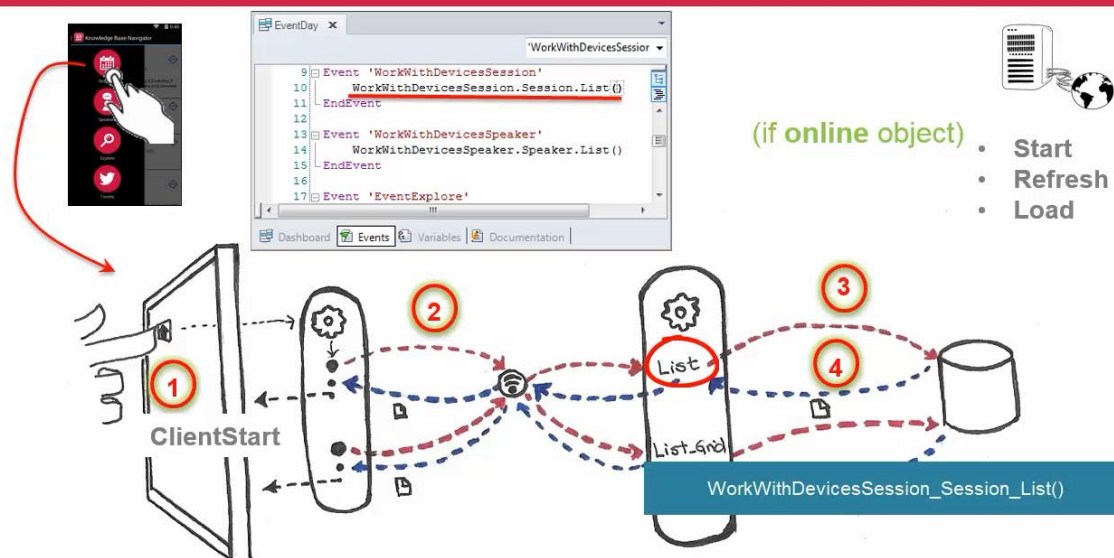 Knowledge Base Navigator
Explore
Tweets
EventDay ×
'WorkWithDevicesSession
9 Event 'WorkWithDevicesSession'
10 WorkWithDevicesSession.Session.List()
11 EndEvent
12
13 Event 'WorkWithDevicesSpeaker'
14 WorkWithDevicesSpeaker.Speaker.List()
15 EndEvent
16
17 Event 'EventExplore'
Dashboard Events Variables Documentation
(if online object)
• Start
• Refresh
• Load
1
2
3
4
List
ClientStart
List_Grid
WorkWithDevicesSession_Session_List()